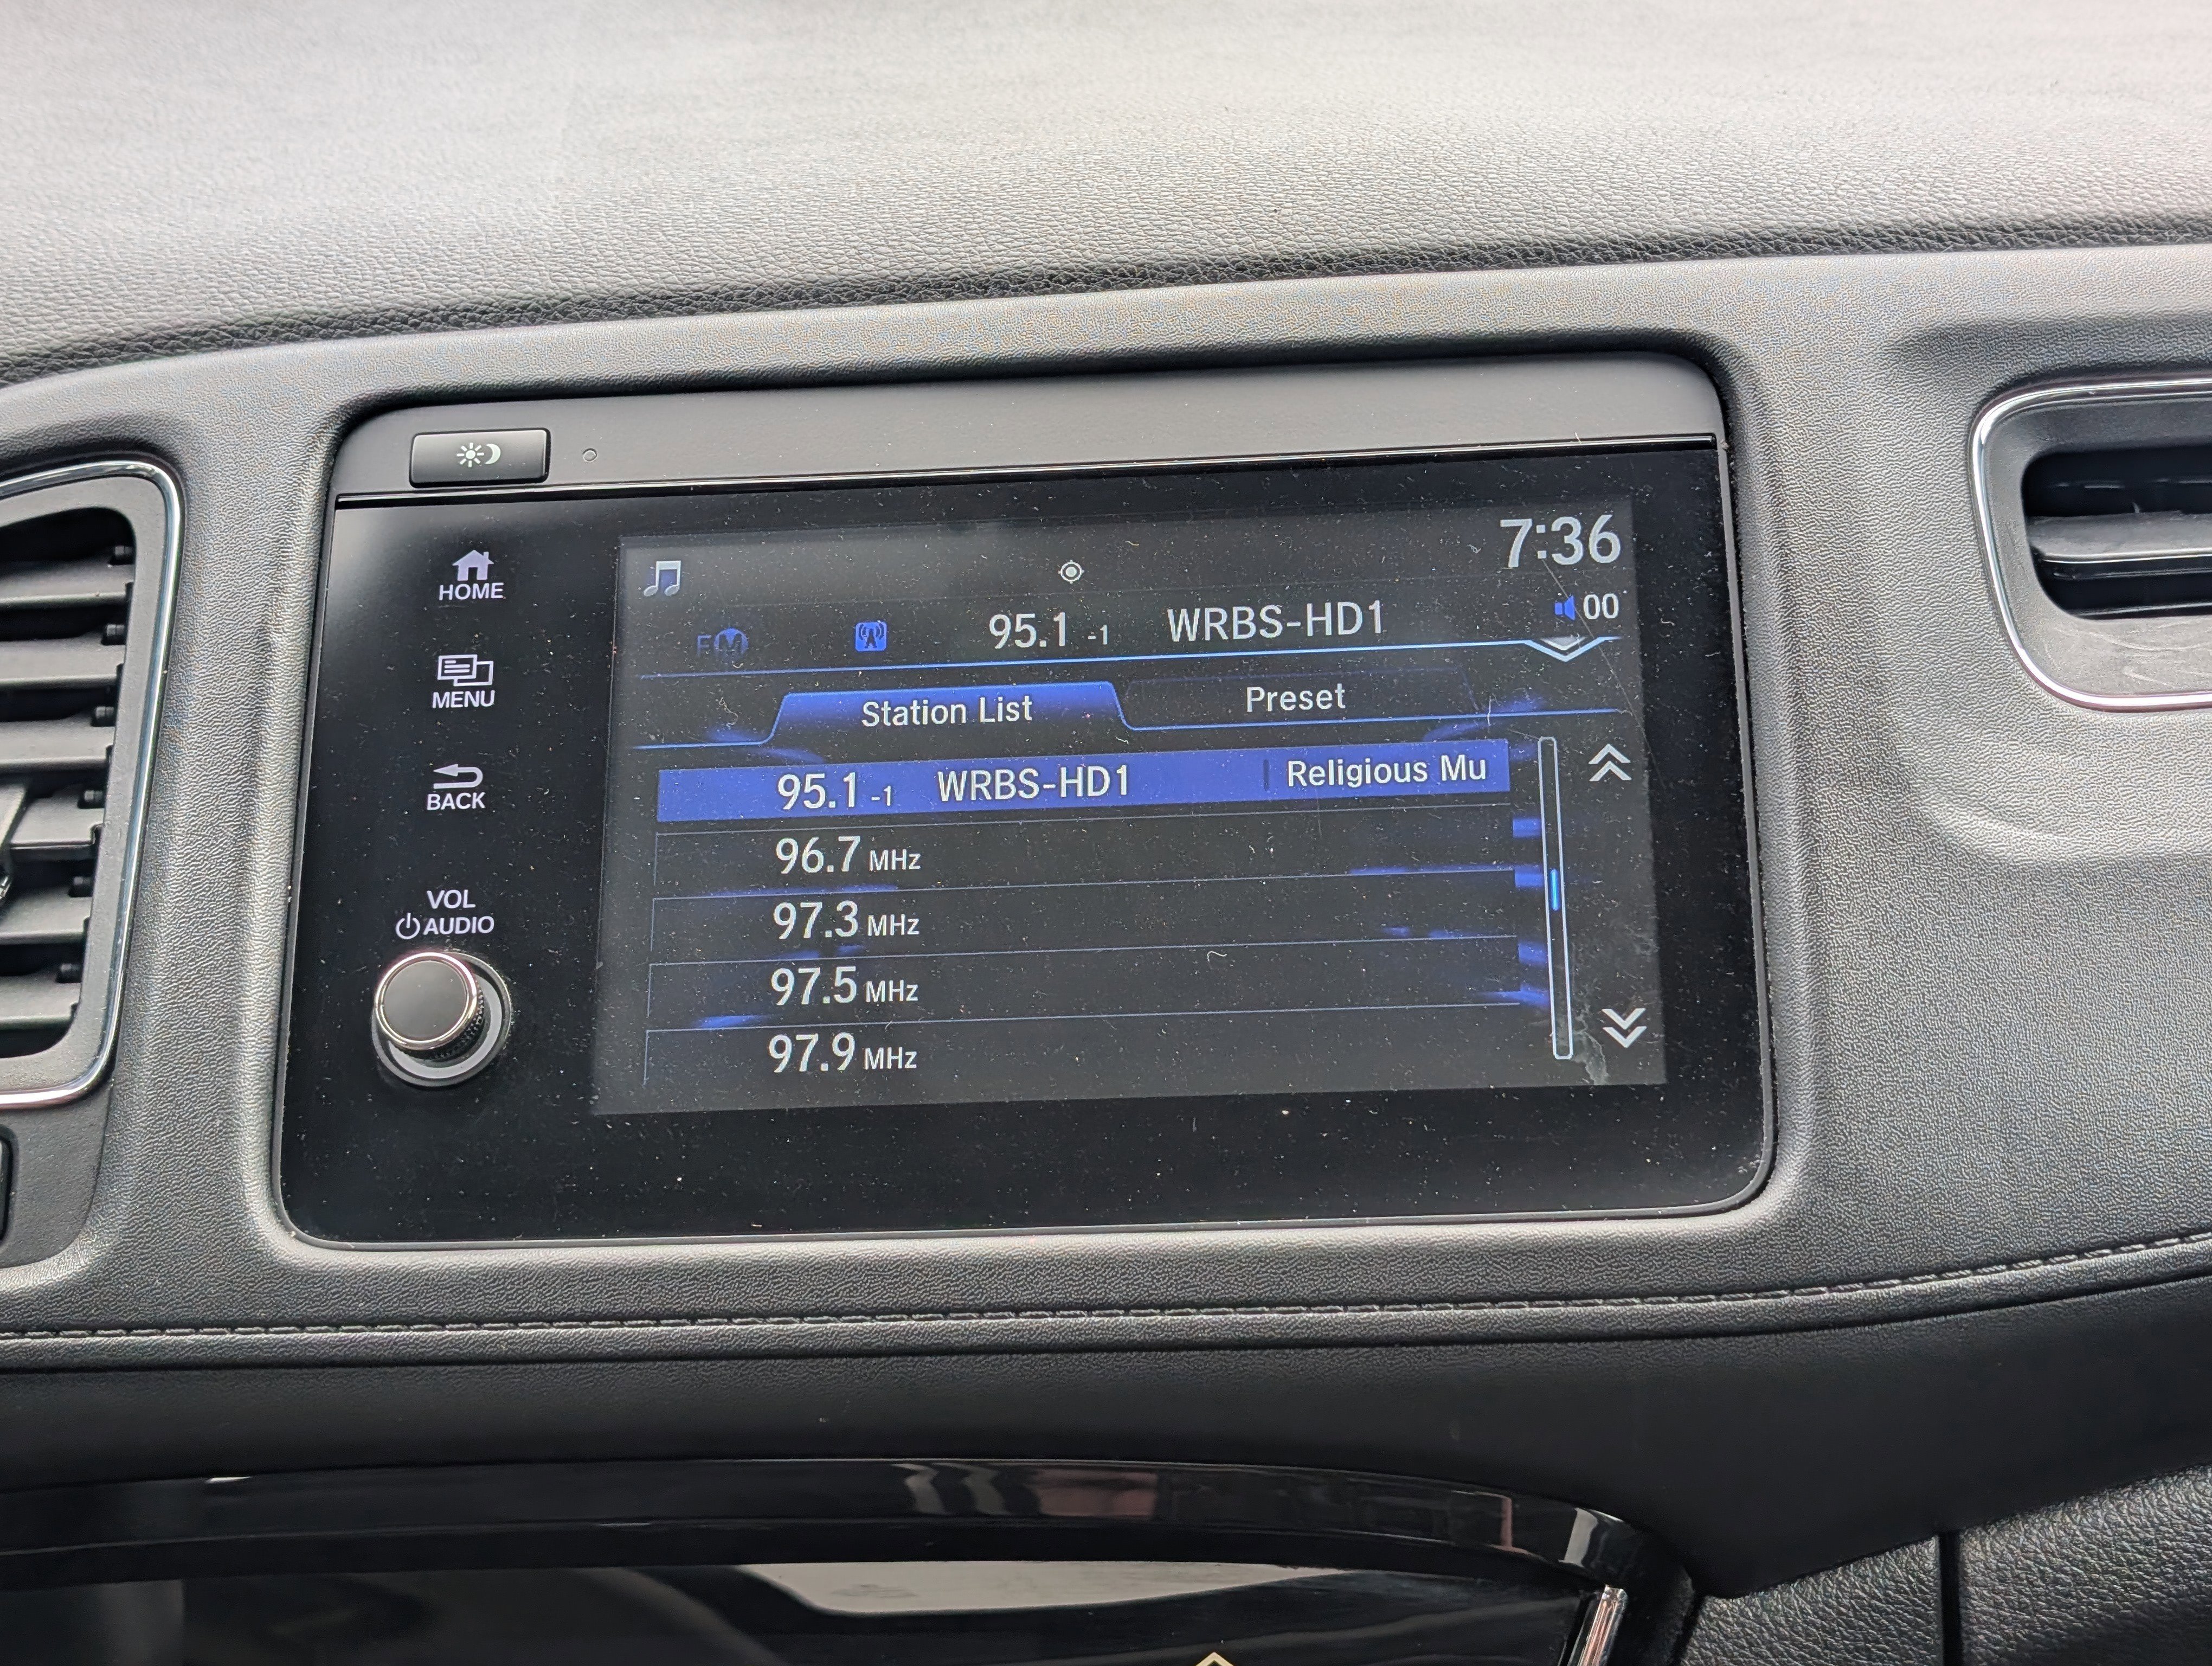 7:36
HOME
FM 95.1 -1 WRBS-HD1 00
MENU
Station List Preset
BACK
95.1 -1 WRBS-HD1 Religious Mu
96.7 MHz
VOL
AUDIO
97.3 MHz
97.5 MHz
97.9 MHz